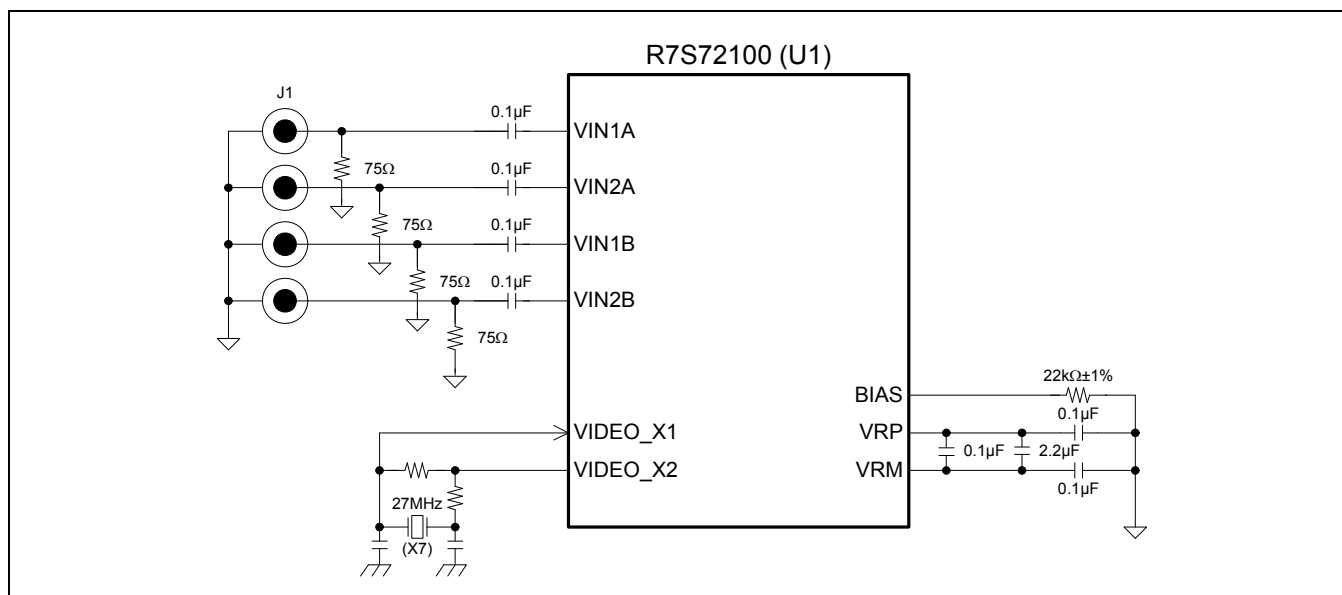 R7S72100 (U1)
J1
0.1µF
VIN1A
75Ω
0.1µF
VIN2A
75Ω
0.1µF
VIN1B
75Ω
0.1µF
VIN2B
75Ω
22kΩ±1%
BIAS
0.1µF
VIDEO_X1
VRP
0.1µF
2.2µF
VIDEO_X2
VRM
0.1µF
27MHz
(X7)